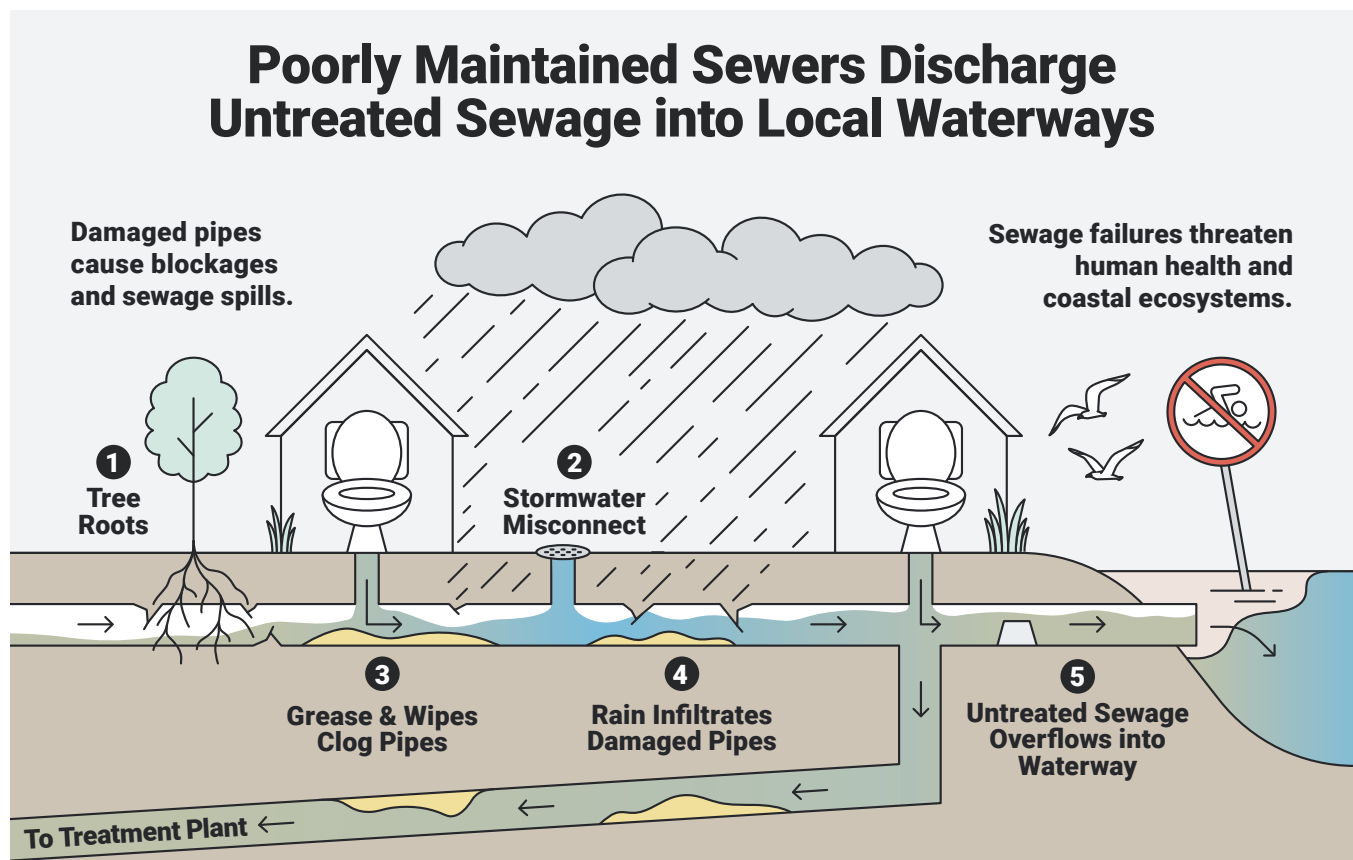 Poorly Maintained Sewers Discharge
Untreated Sewage into Local Waterways
Damaged pipes
cause blockages
and sewage spills.
Sewage failures threaten
human health and
coastal ecosystems.
1
Tree
Roots
2
Stormwater
Misconnect
3
Grease & Wipes
Clog Pipes
4
Rain Infiltrates
Damaged Pipes
5
Untreated Sewage
Overflows into
Waterway
To Treatment Plant